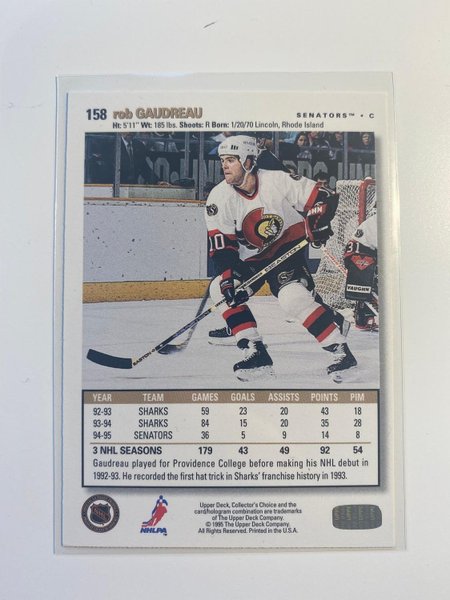 158 rob GAUDREAU SENATORS™ • C
Ht: 5'11" Wt: 185 lbs. Shoots: R Born: 1/20/70 Lincoln, Rhode Island
10
EASTON
31
VAUGHN
YEAR TEAM GAMES GOALS ASSISTS POINTS PIM
92-93 SHARKS 59 23 20 43 18
93-94 SHARKS 84 15 20 35 28
94-95 SENATORS 36 5 9 14 8
3 NHL SEASONS 179 43 49 92 54
Gaudreau played for Providence College before making his NHL debut in
1992-93. He recorded the first hat trick in Sharks' franchise history in 1993.
NHLPA
Upper Deck, Collector's Choice and the
card/hologram combination are trademarks
of The Upper Deck Company.
© 1995 The Upper Deck Company.
All Rights Reserved. Printed in the U.S.A.